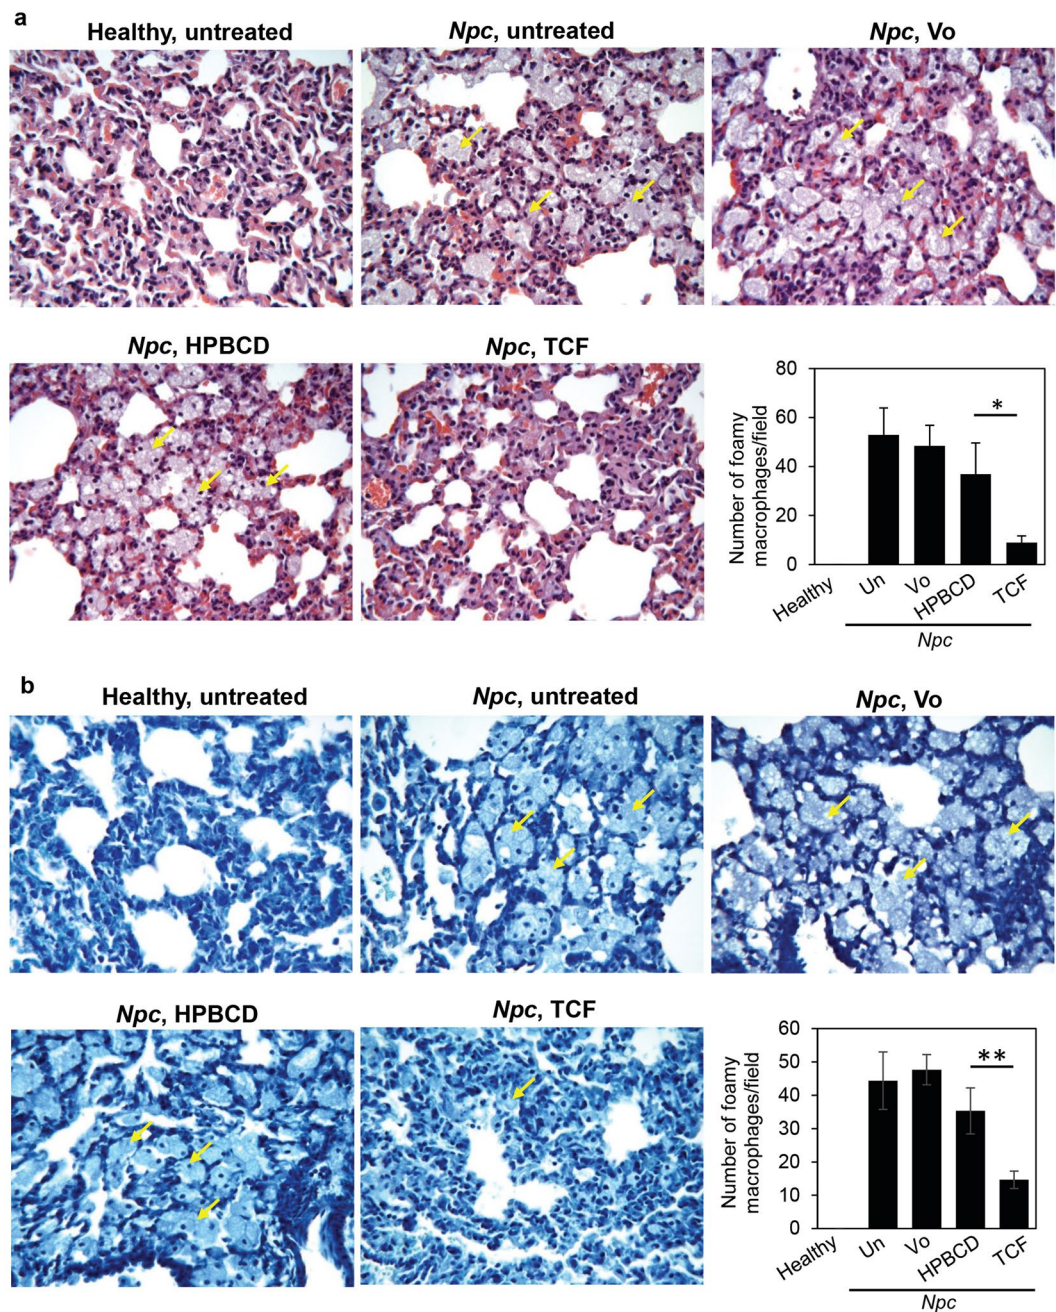 a
Healthy, untreated
Npc, untreated
Npc, Vo
Npc, HPBCD
Npc, TCF
Number of foamy
macrophages/field
80
60
40
20
0
*
Healthy
Un
Vo
HPBCD
TCF
Npc
b
Healthy, untreated
Npc, untreated
Npc, Vo
Npc, HPBCD
Npc, TCF
Number of foamy
macrophages/field
60
50
40
30
20
10
0
**
Healthy
Un
Vo
HPBCD
TCF
Npc